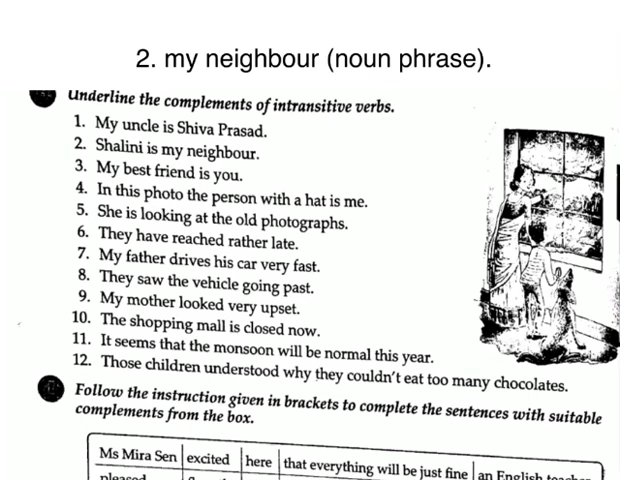 2. my neighbour (noun phrase).
Underline the complements of intransitive verbs.
1. My uncle is Shiva Prasad.
2. Shalini is my neighbour.
3. My best friend is you.
4. In this photo the person with a hat is me.
5. She is looking at the old photographs.
6. They have reached rather late.
7. My father drives his car very fast.
8. They saw the vehicle going past.
9. My mother looked very upset.
10. The shopping mall is closed now.
11. It seems that the monsoon will be normal this year.
12. Those children understood why they couldn't eat too many chocolates.
Follow the instruction given in brackets to complete the sentences with suitable
complements from the box.
Ms Mira Sen excited here that everything will be just fine an English teacher
pleased